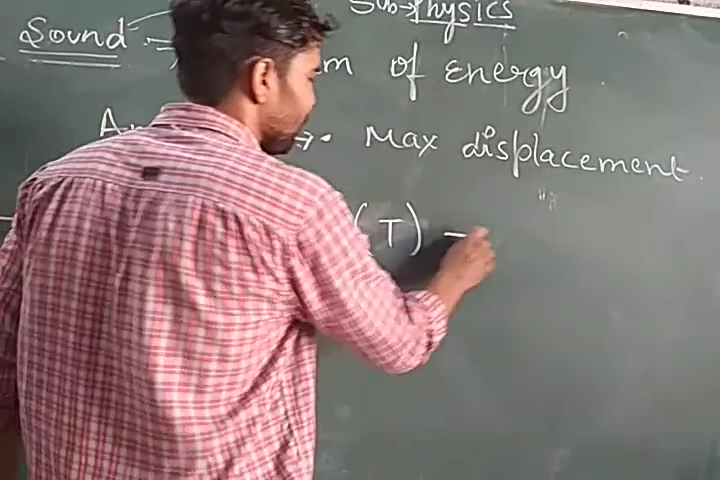 Sub-Physics
Sound
of Energy
Max displacement.
(T) -